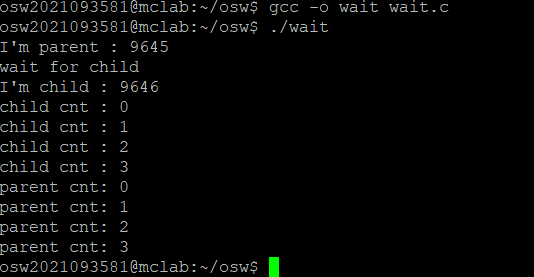 osw2021093581@mclab:~/osw$ gcc -o wait wait.c
osw2021093581@mclab:~/osw$ ./wait
I'm parent : 9645
wait for child
I'm child : 9646
child cnt : 0
child cnt : 1
child cnt : 2
child cnt : 3
parent cnt: 0
parent cnt: 1
parent cnt: 2
parent cnt: 3
osw2021093581@mclab:~/osw$